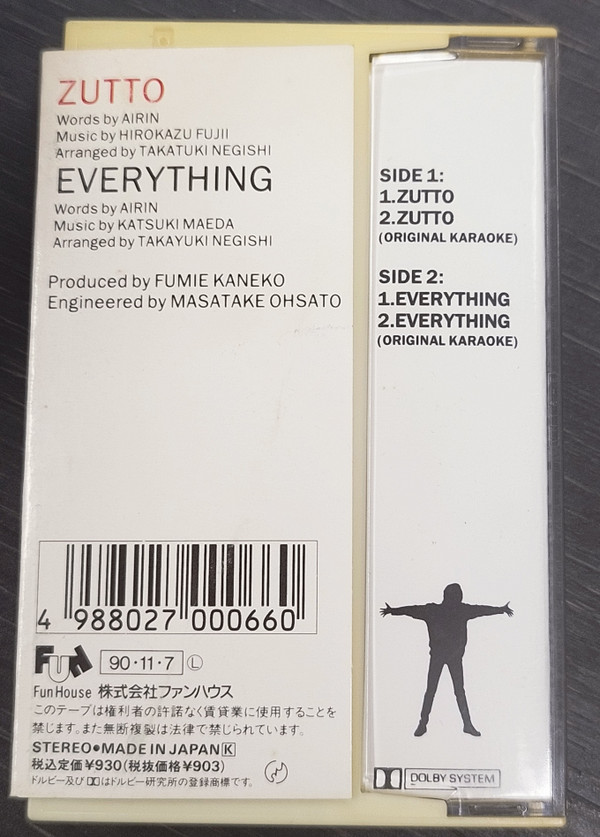 ZUTTO
Words by AIRIN
Music by HIROKAZU FUJII
Arranged by TAKATUKI NEGISHI
EVERYTHING
Words by AIRIN
Music by KATSUKI MAEDA
Arranged by TAKAYUKI NEGISHI
Produced by FUMIE KANEKO
Engineered by MASATAKE OHSATO
4 988027 000660
Fun 90・11・7 Ⓛ
Fun House 株式会社ファンハウス
このテープは権利者の許諾なく賃貸業に使用することを
禁じます。また無断複製は法律で禁じられています。
STEREO●MADE IN JAPAN K
税込定価¥930(税抜価格¥903)
ドルビー及びはドルビー研究所の登録商標です。
SIDE 1:
1.ZUTTO
2.ZUTTO
(ORIGINAL KARAOKE)
SIDE 2:
1.EVERYTHING
2.EVERYTHING
(ORIGINAL KARAOKE)
DOLBY SYSTEM